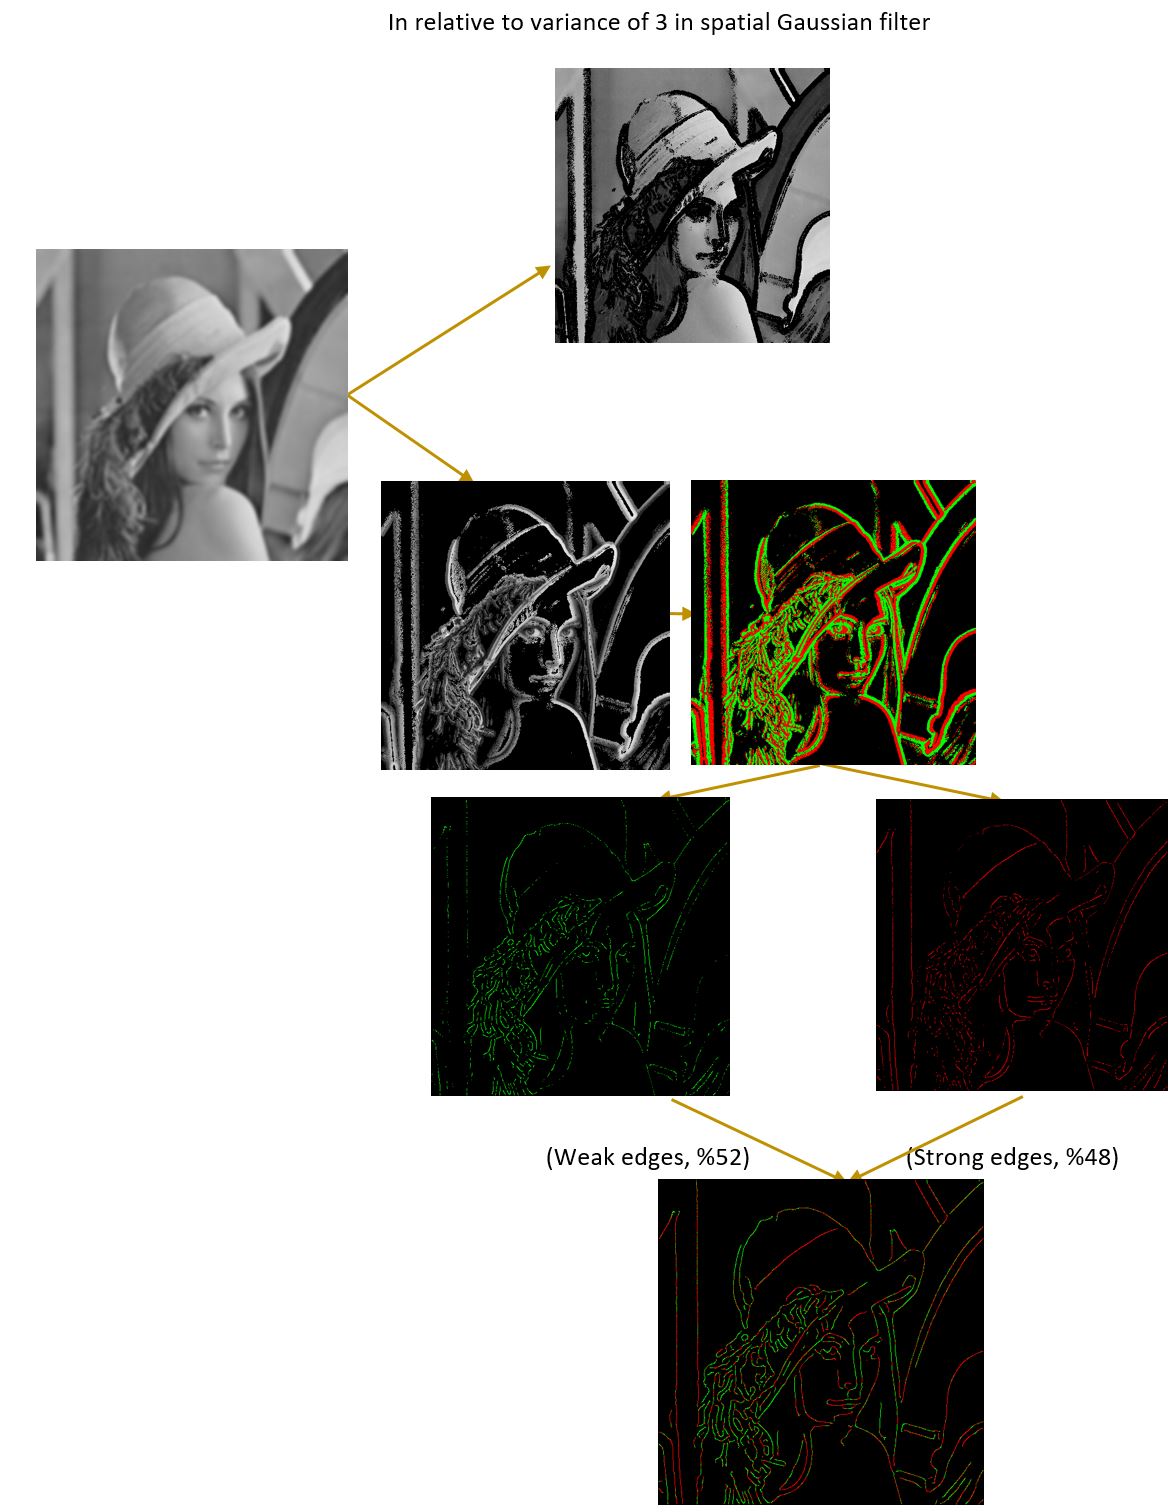 In relative to variance of 3 in spatial Gaussian filter
(Weak edges, %52)
(Strong edges, %48)